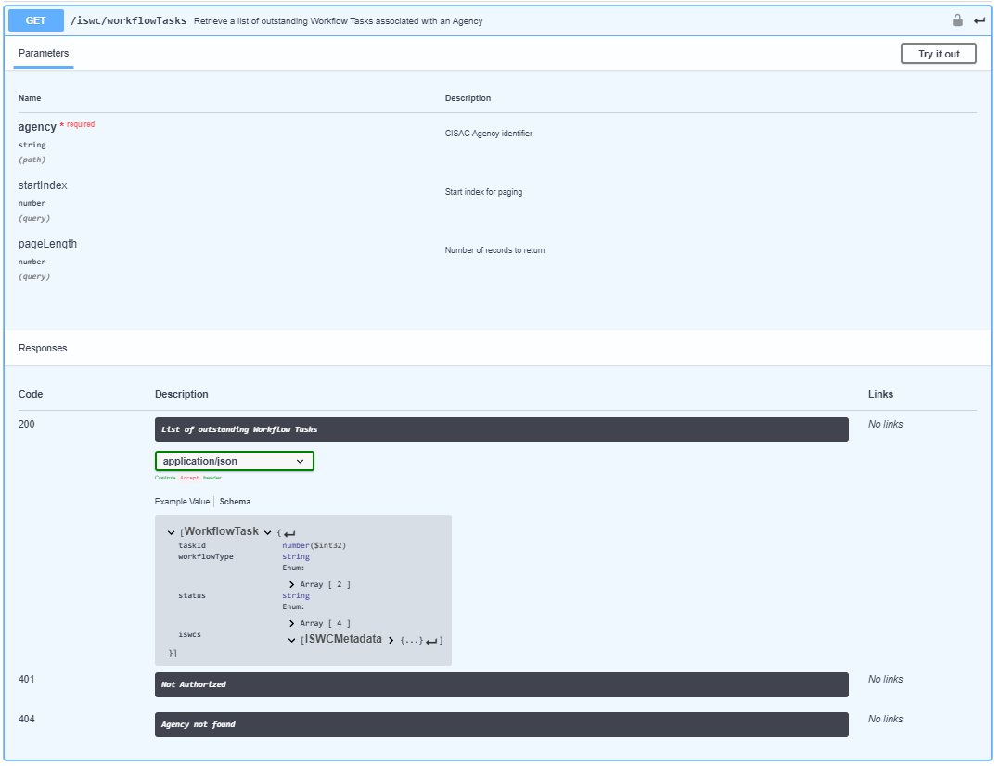 GET /iswc/workflowTasks Retrieve a list of outstanding Workflow Tasks associated with an Agency
Parameters
Try it out
Name Description
agency * required
string
(path)
CISAC Agency identifier
startIndex
number
(query)
Start index for paging
pageLength
number
(query)
Number of records to return
Responses
Code Description Links
200 List of outstanding Workflow Tasks No links
application/json
Controls Accept header.
Example Value Schema
[WorkflowTask {
taskId number($int32)
workflowType string
Enum:
Array [ 2 ]
status string
Enum:
Array [ 4 ]
iswcs [ISWCMetadata {...} ]
}]
401 Not Authorized No links
404 Agency not found No links